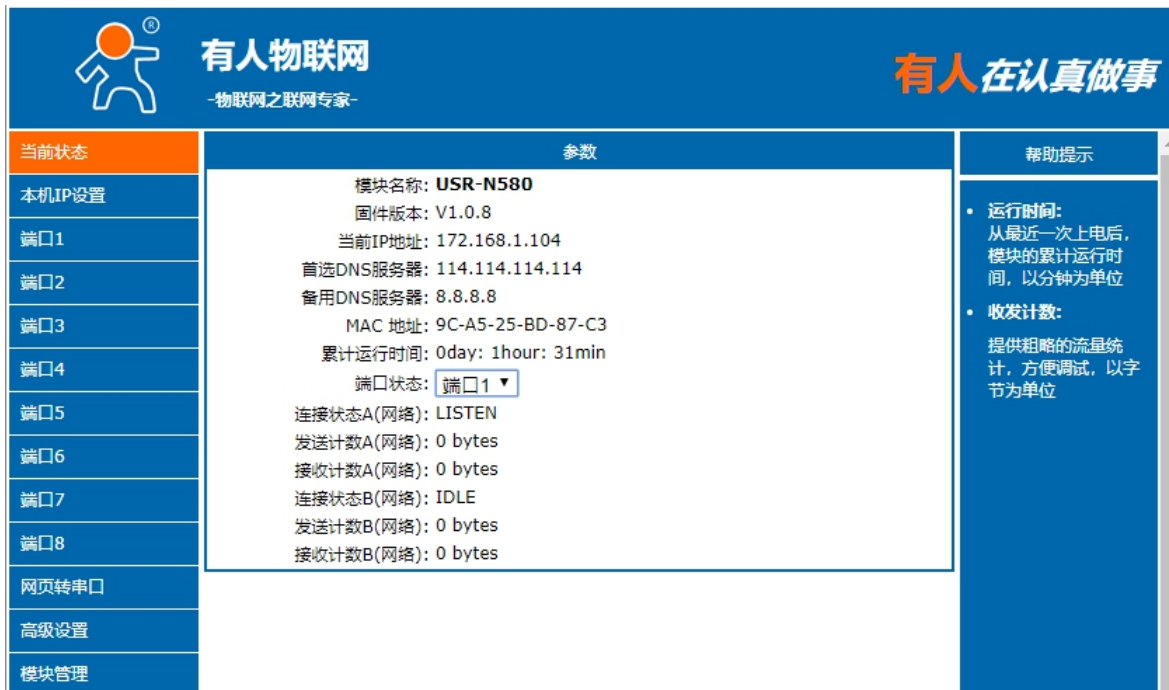 ®
有人物联网
-物联网之联网专家-
有人在认真做事
当前状态
本机IP设置
端口1
端口2
端口3
端口4
端口5
端口6
端口7
端口8
网页转串口
高级设置
模块管理
参数
模块名称: USR-N580
固件版本: V1.0.8
当前IP地址: 172.168.1.104
首选DNS服务器: 114.114.114.114
备用DNS服务器: 8.8.8.8
MAC 地址: 9C-A5-25-BD-87-C3
累计运行时间: 0day: 1hour: 31min
端口状态: 端口1
连接状态A(网络): LISTEN
发送计数A(网络): 0 bytes
接收计数A(网络): 0 bytes
连接状态B(网络): IDLE
发送计数B(网络): 0 bytes
接收计数B(网络): 0 bytes
帮助提示
• 运行时间:
从最近一次上电后，
模块的累计运行时
间，以分钟为单位
• 收发计数:
提供粗略的流量统
计，方便调试，以字
节为单位